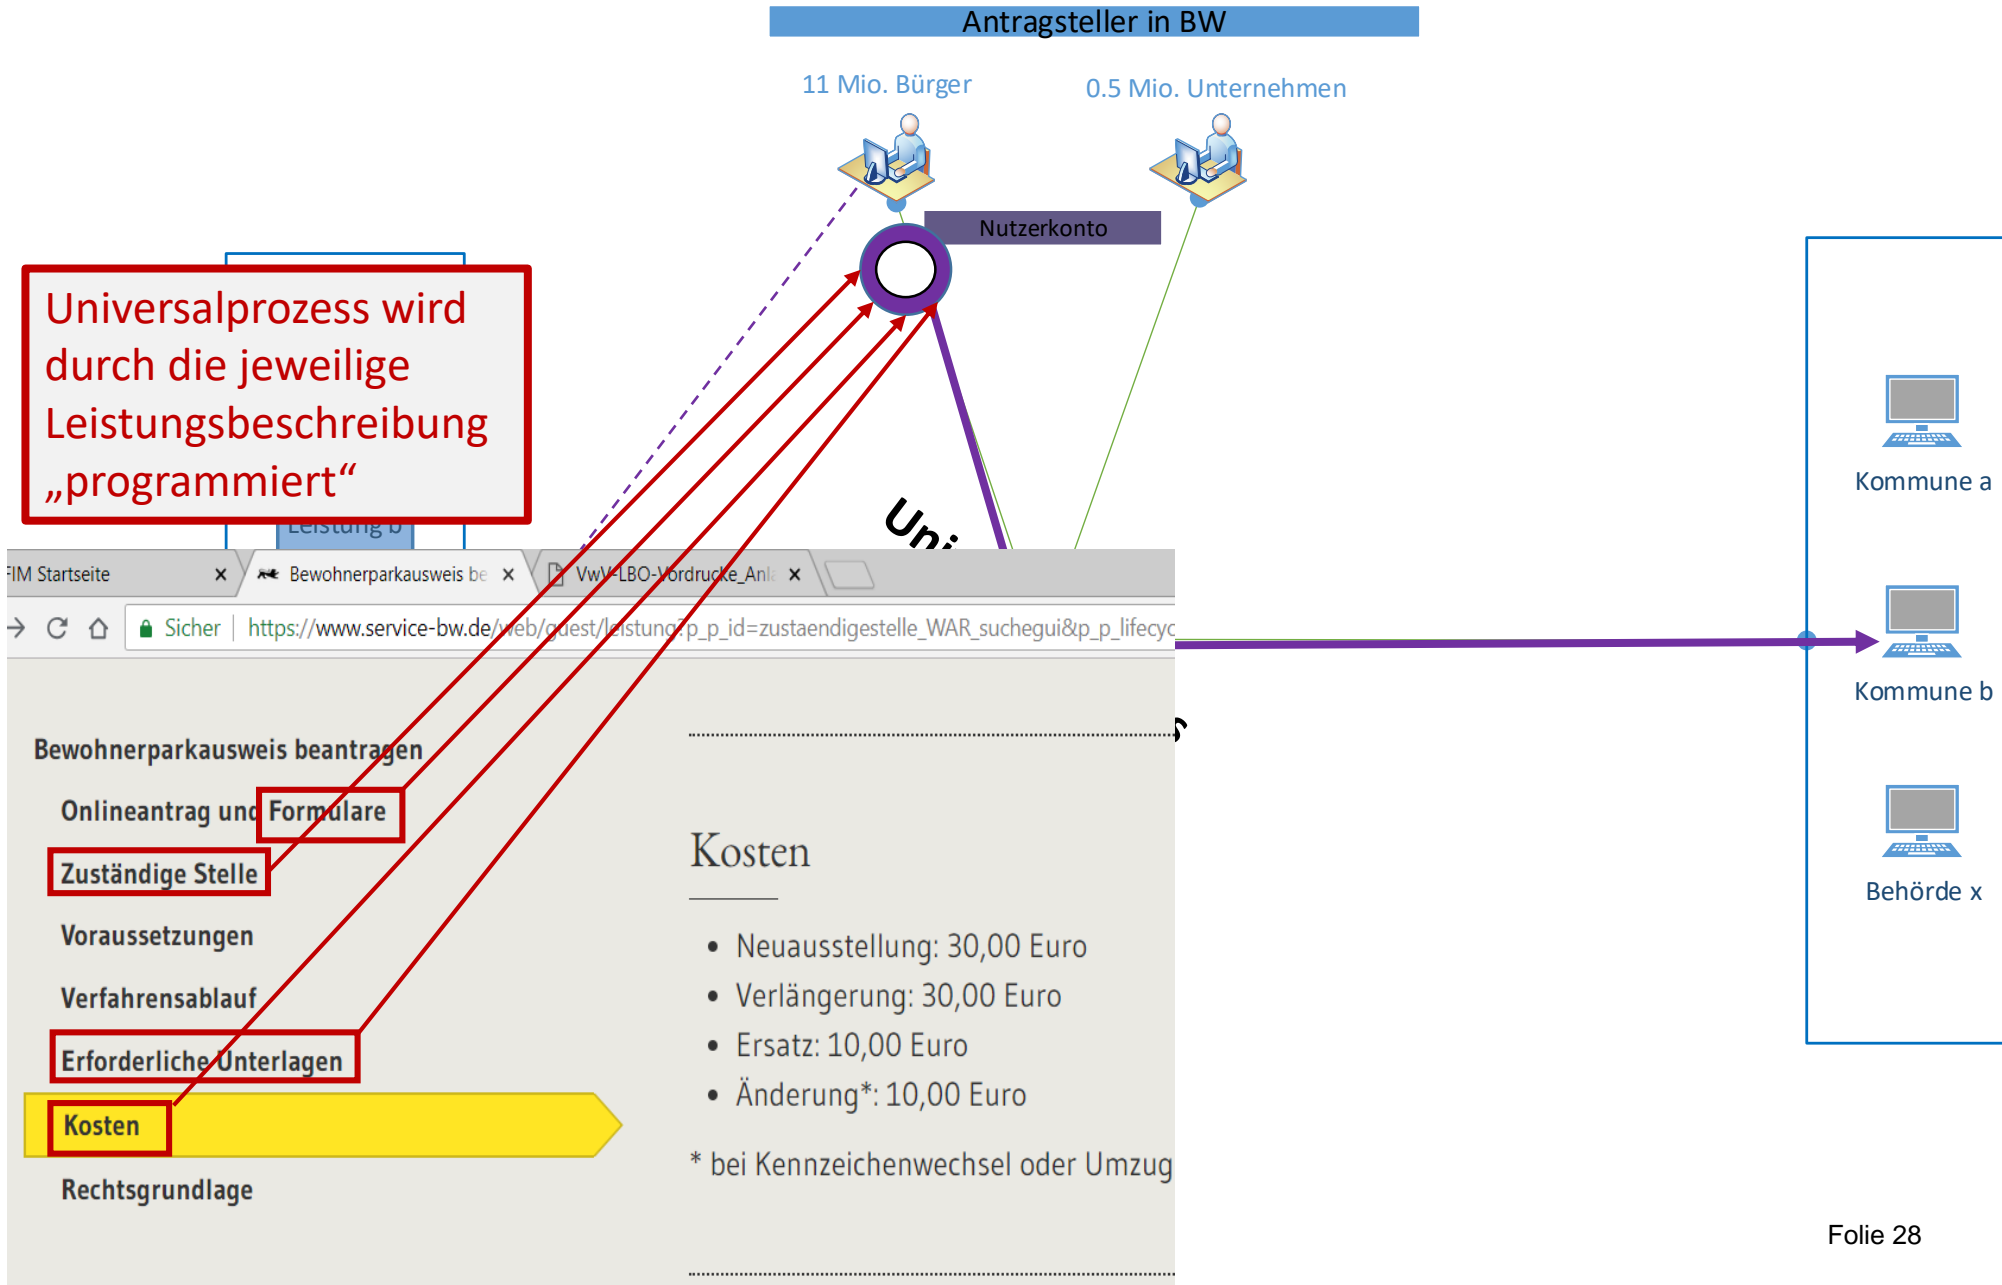 Antragsteller in BW
11 Mio. Bürger
0.5 Mio. Unternehmen
Nutzerkonto
Universalprozess wird
durch die jeweilige
Leistungsbeschreibung
„programmiert“
Leistung b
Uni
s
Kommune a
Kommune b
Behörde x
FIM Startseite
Bewohnerparkausweis be
VwV-LBO-Vordrucke_Anl
Sicher | https://www.service-bw.de/web/guest/leistung?p_p_id=zustaendigestelle_WAR_suchegui&p_p_lifecyc
Bewohnerparkausweis beantragen
Onlineantrag und Formulare
Zuständige Stelle
Voraussetzungen
Verfahrensablauf
Erforderliche Unterlagen
Kosten
Rechtsgrundlage
Kosten
• Neuausstellung: 30,00 Euro
• Verlängerung: 30,00 Euro
• Ersatz: 10,00 Euro
• Änderung*: 10,00 Euro
* bei Kennzeichenwechsel oder Umzug
Folie 28